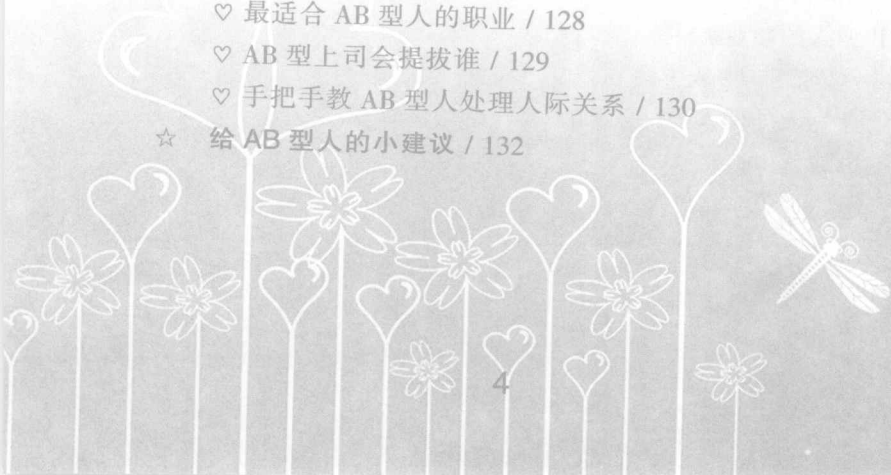 ♡ 最适合 AB 型人的职业 / 128
♡ AB 型上司会提拔谁 / 129
♡ 手把手教 AB 型人处理人际关系 / 130
☆ 给 AB 型人的小建议 / 132
4